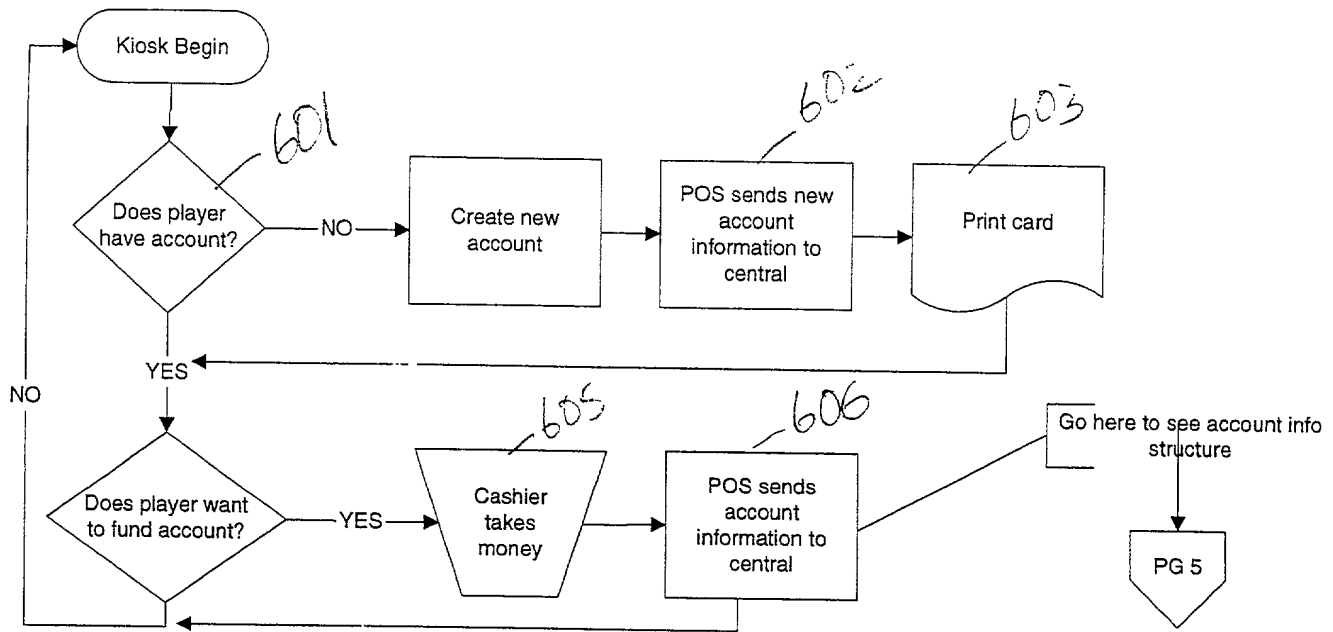 Kiosk Begin
601
602
603
Does player
have account?
NO
Create new
account
POS sends new
account
information to
central
Print card
YES
NO
605
606
Go here to see account info
structure
Does player want
to fund account?
YES
Cashier
takes
money
POS sends
account
information to
central
PG 5